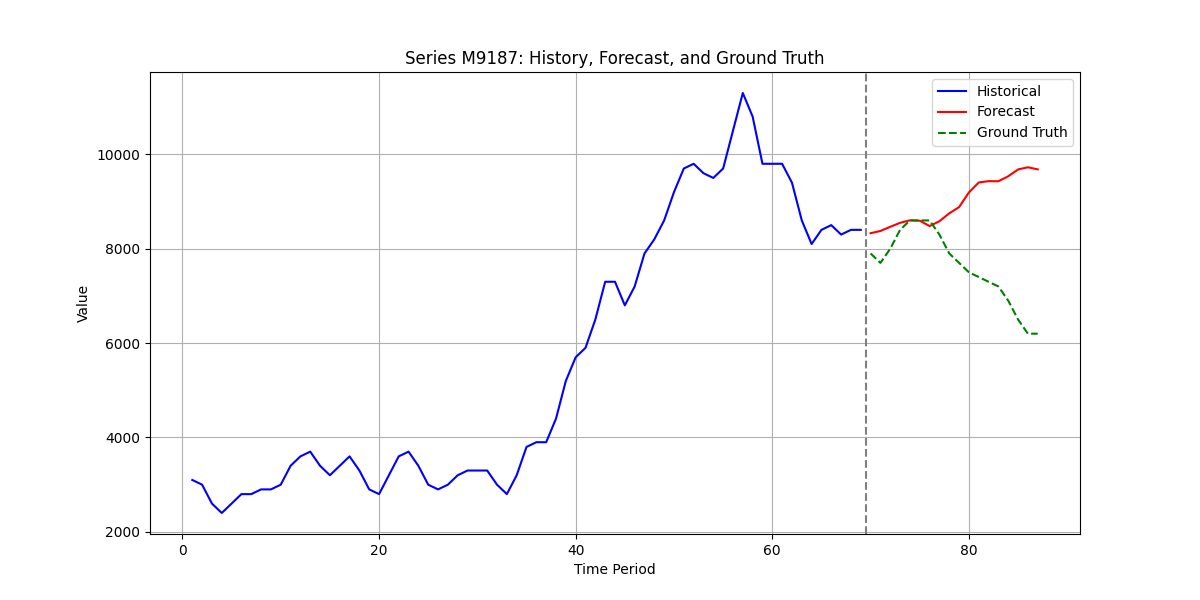 Series M9187: History, Forecast, and Ground Truth
Historical
Forecast
Ground Truth
Value
10000
8000
6000
4000
2000
0 20 40 60 80
Time Period